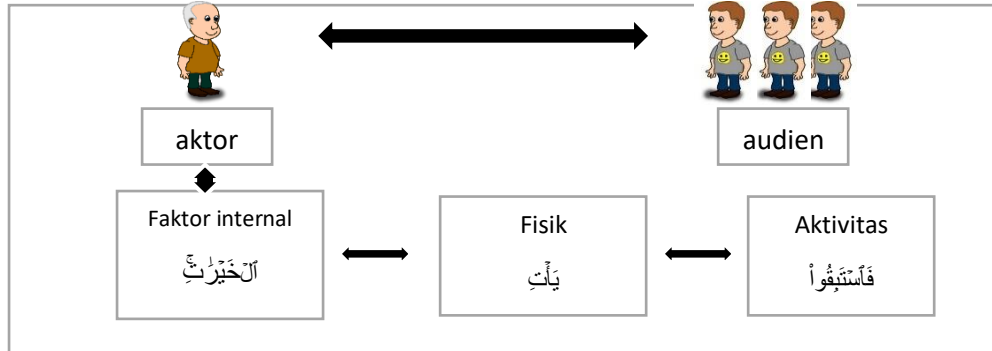 aktor
audien
Faktor internal
ٱلۡخَيۡرَٰتِۚ
Fisik
يَأۡتِ
Aktivitas
فَٱسۡتَبِقُواْ